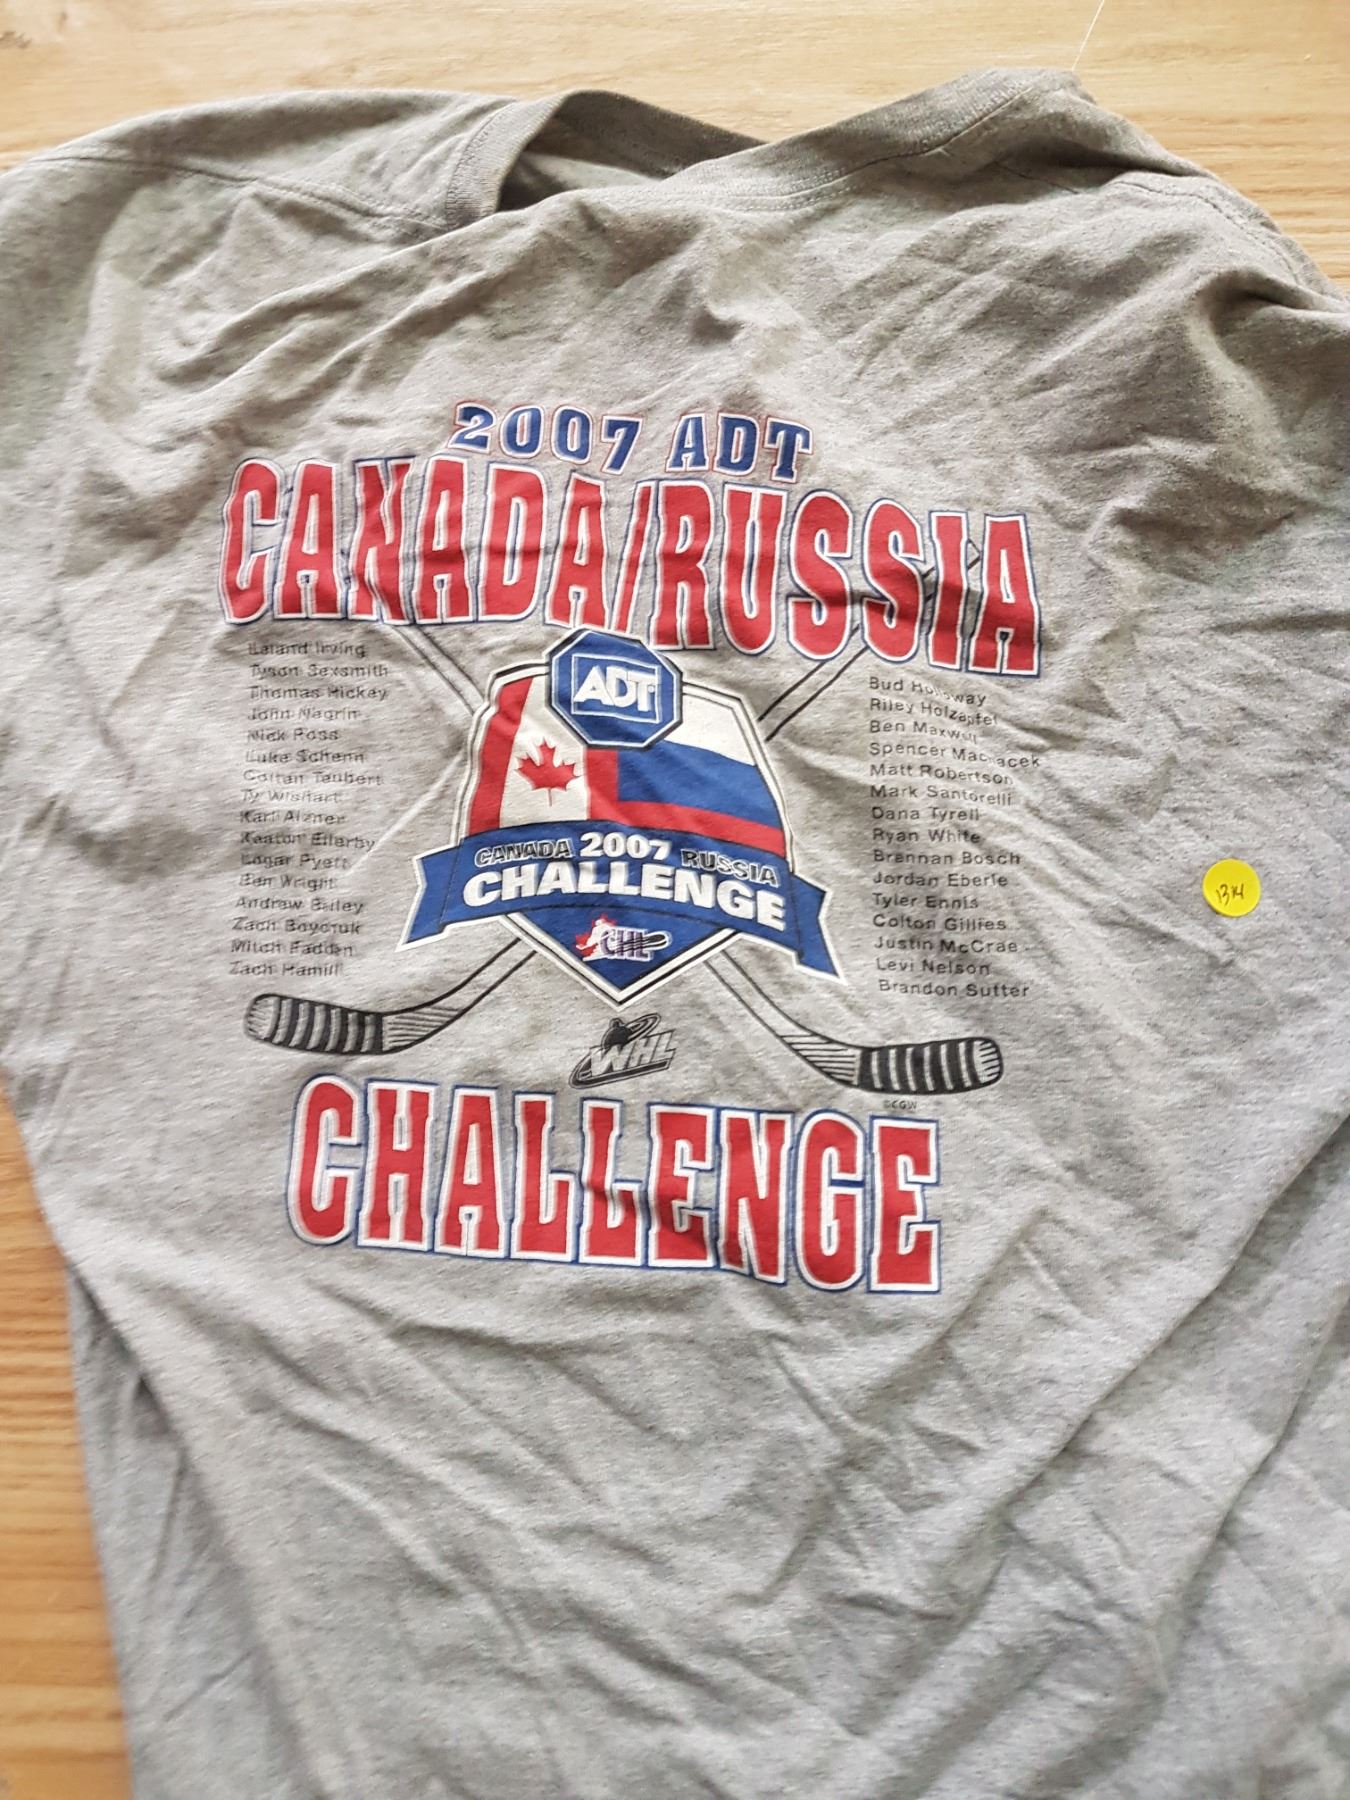 2007 ADT
CANADA/RUSSIA
Leland Irving
Tyson Sexsmith
Thomas Hickey
John Negrin
Nick Ross
Luke Schenn
Colten Teubert
Ty Wishart
Karl Alzner
Keaton Ellerby
Logan Pyett
Ben Wright
Andrew Bailey
Zach Boychuk
Mitch Fadden
Zach Hamill
ADT
CANADA 2007 RUSSIA
CHALLENGE
CHL
Bud Holloway
Riley Holzapfel
Ben Maxwell
Spencer Machacek
Matt Robertson
Mark Santorelli
Dana Tyrell
Ryan White
Brennan Bosch
Jordan Eberle
Tyler Ennis
Colton Gillies
Justin McCrae
Levi Nelson
Brandon Sutter
1314
WHL
©CGW
CHALLENGE